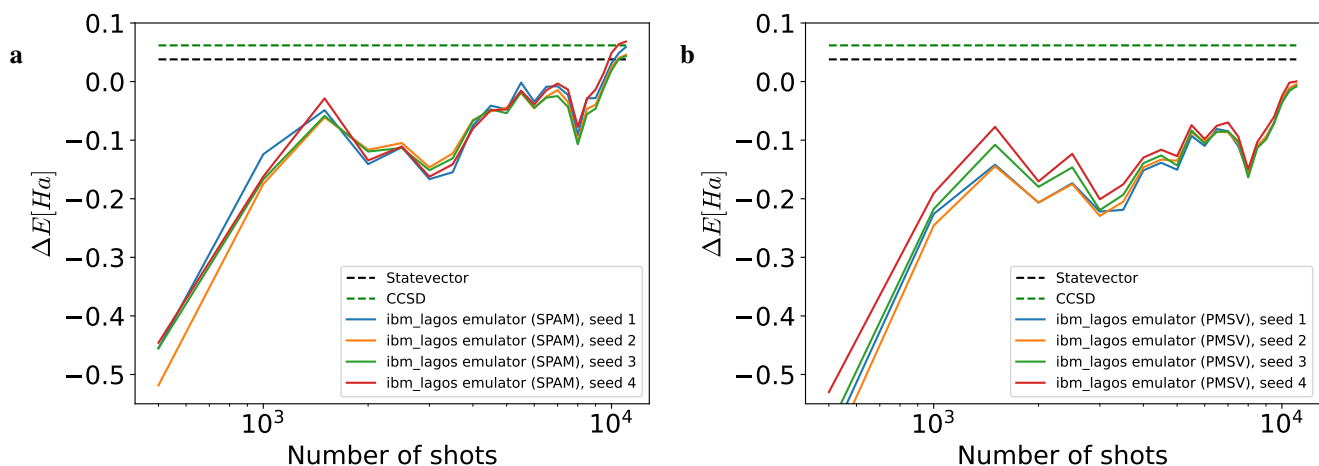 a
0.1
0.0
−0.1
−0.2
−0.3
−0.4
−0.5
ΔE[Ha]
10³
10⁴
Number of shots
Statevector
CCSD
ibm_lagos emulator (SPAM), seed 1
ibm_lagos emulator (SPAM), seed 2
ibm_lagos emulator (SPAM), seed 3
ibm_lagos emulator (SPAM), seed 4
b
0.1
0.0
−0.1
−0.2
−0.3
−0.4
−0.5
ΔE[Ha]
10³
10⁴
Number of shots
Statevector
CCSD
ibm_lagos emulator (PMSV), seed 1
ibm_lagos emulator (PMSV), seed 2
ibm_lagos emulator (PMSV), seed 3
ibm_lagos emulator (PMSV), seed 4